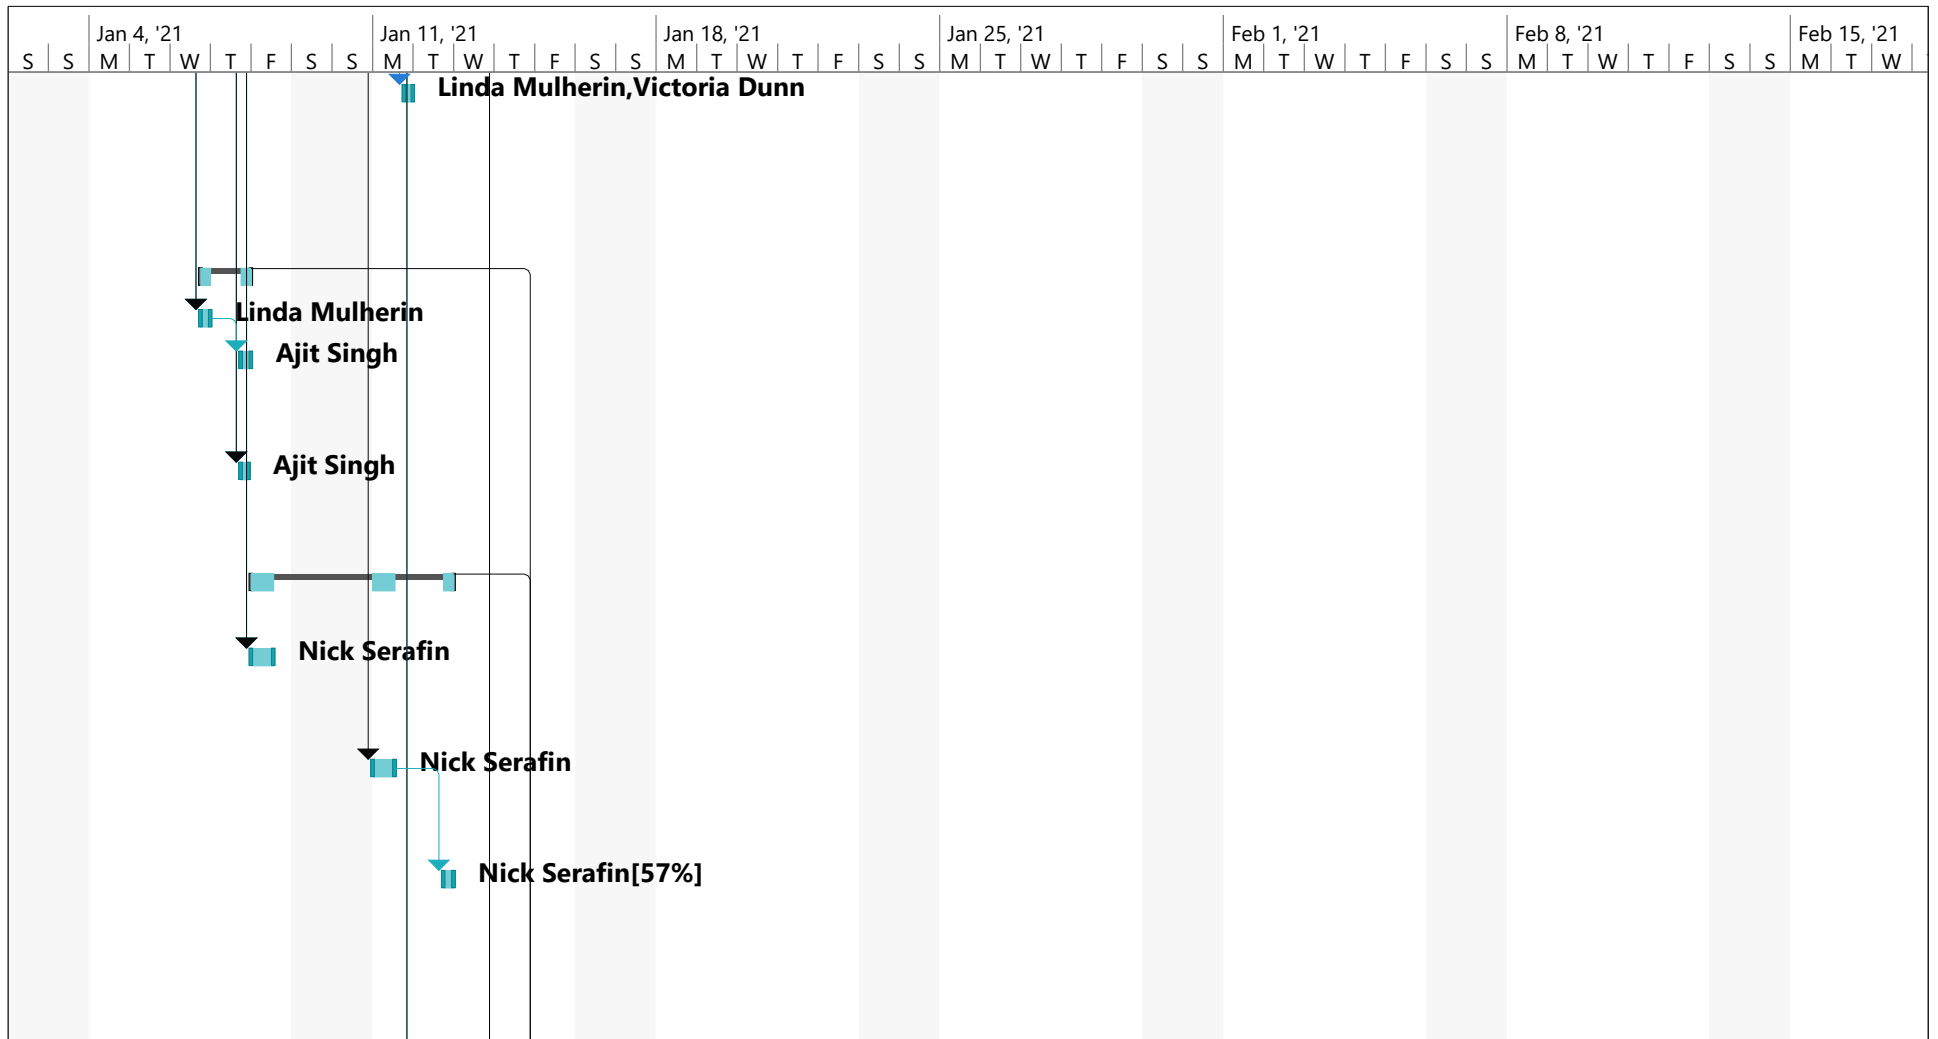 Jan 4, '21 Jan 11, '21 Jan 18, '21 Jan 25, '21 Feb 1, '21 Feb 8, '21 Feb 15, '21
S S M T W T F S S M T W T F S S M T W T F S S M T W T F S S M T W T F S S M T W T F S S M T W
Linda Mulherin,Victoria Dunn
Linda Mulherin
Ajit Singh
Ajit Singh
Nick Serafin
Nick Serafin
Nick Serafin[57%]